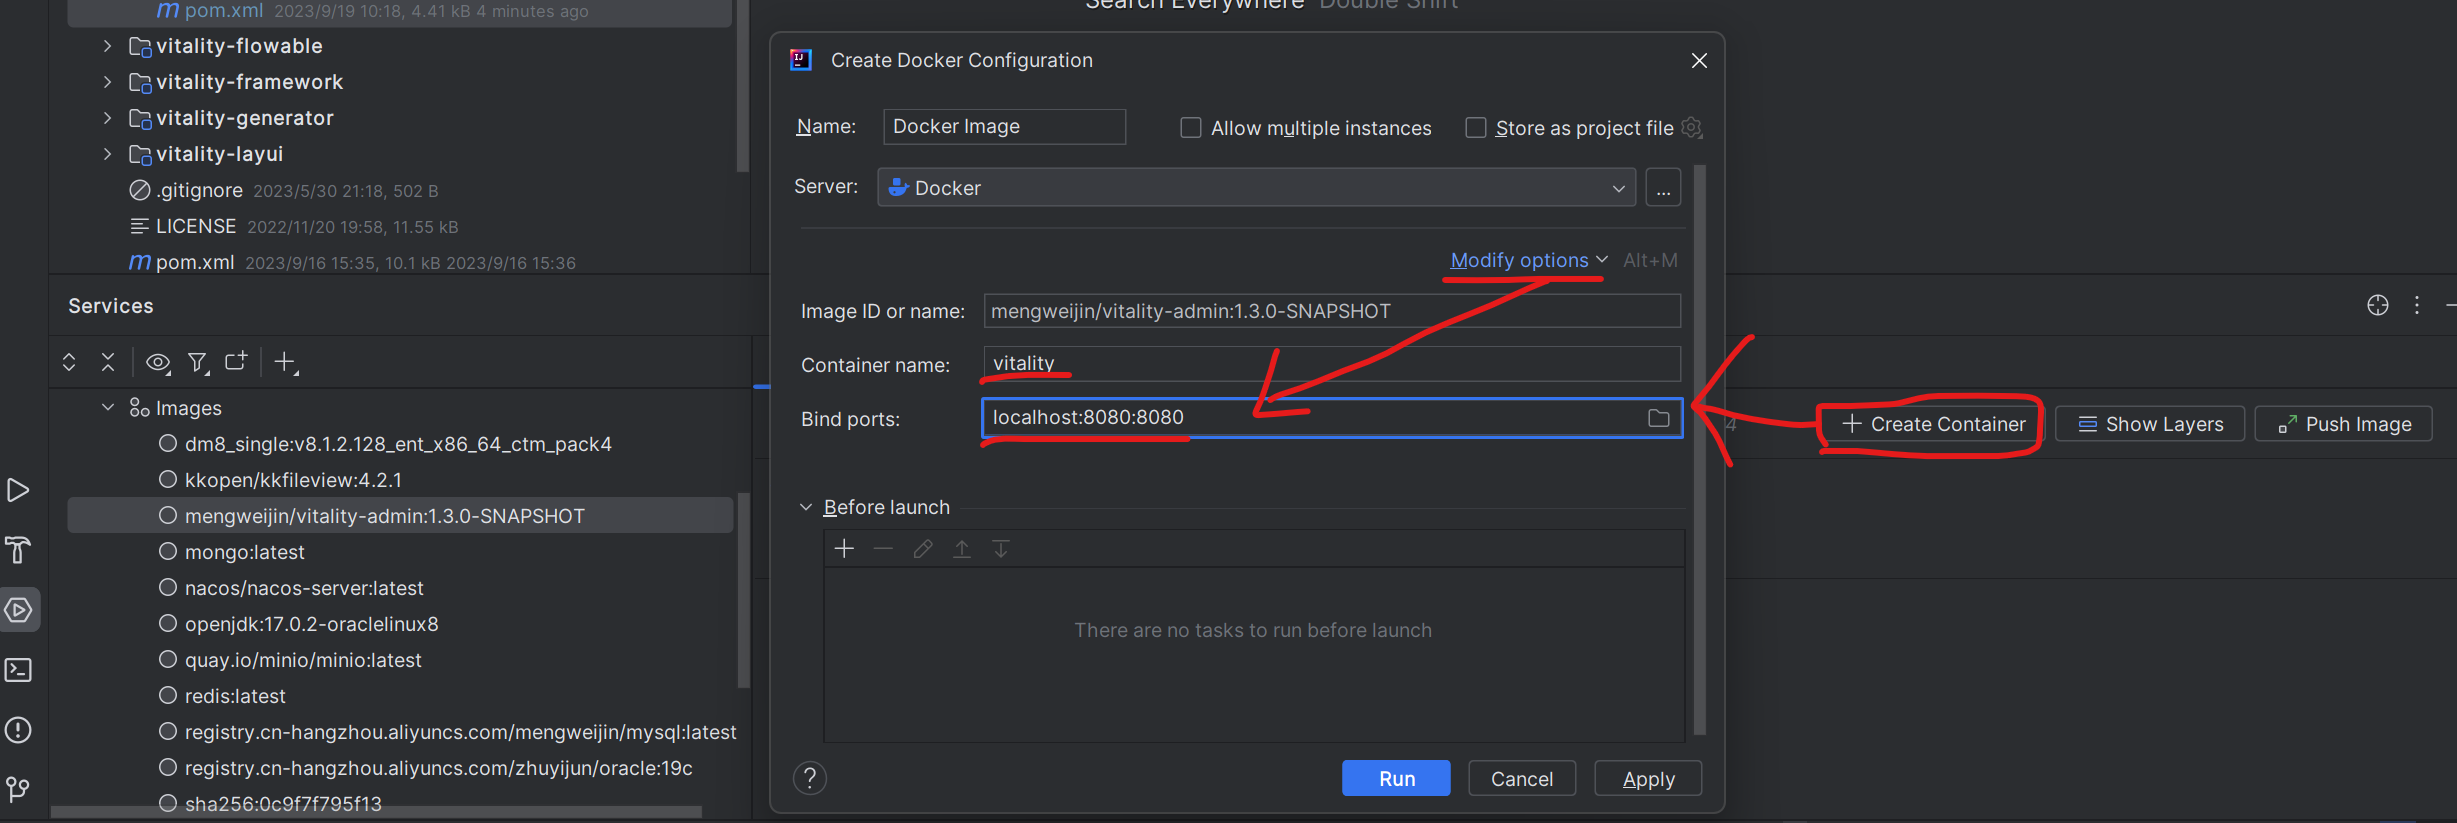 pom.xml 2023/9/19 10:18, 4.41 kB 4 minutes ago
vitality-flowable
vitality-framework
vitality-generator
vitality-layui
.gitignore 2023/5/30 21:18, 502 B
LICENSE 2022/11/20 19:58, 11.55 kB
pom.xml 2023/9/16 15:35, 10.1 kB 2023/9/16 15:36
Services
Images
dm8_single:v8.1.2.128_ent_x86_64_ctm_pack4
kkopen/kkfileview:4.2.1
mengweijin/vitality-admin:1.3.0-SNAPSHOT
mongo:latest
nacos/nacos-server:latest
openjdk:17.0.2-oraclelinux8
quay.io/minio/minio:latest
redis:latest
registry.cn-hangzhou.aliyuncs.com/mengweijin/mysql:latest
registry.cn-hangzhou.aliyuncs.com/zhuyijun/oracle:19c
sha256:0c9f7f795f13
Search Everywhere Double Shift
Create Docker Configuration
Name: Docker Image Allow multiple instances Store as project file
Server: Docker ...
Modify options Alt+M
Image ID or name: mengweijin/vitality-admin:1.3.0-SNAPSHOT
Container name: vitality
Bind ports: localhost:8080:8080
Before launch
There are no tasks to run before launch
? Run Cancel Apply
4 Create Container Show Layers Push Image